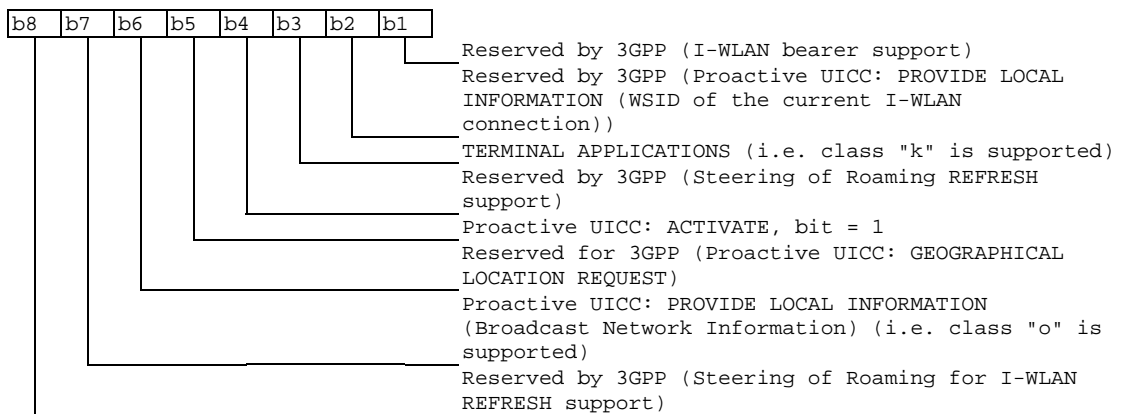 b8 b7 b6 b5 b4 b3 b2 b1
Reserved by 3GPP (I-WLAN bearer support)
Reserved by 3GPP (Proactive UICC: PROVIDE LOCAL
INFORMATION (WSID of the current I-WLAN
connection))
TERMINAL APPLICATIONS (i.e. class "k" is supported)
Reserved by 3GPP (Steering of Roaming REFRESH
support)
Proactive UICC: ACTIVATE, bit = 1
Reserved for 3GPP (Proactive UICC: GEOGRAPHICAL
LOCATION REQUEST)
Proactive UICC: PROVIDE LOCAL INFORMATION
(Broadcast Network Information) (i.e. class "o" is
supported)
Reserved by 3GPP (Steering of Roaming for I-WLAN
REFRESH support)